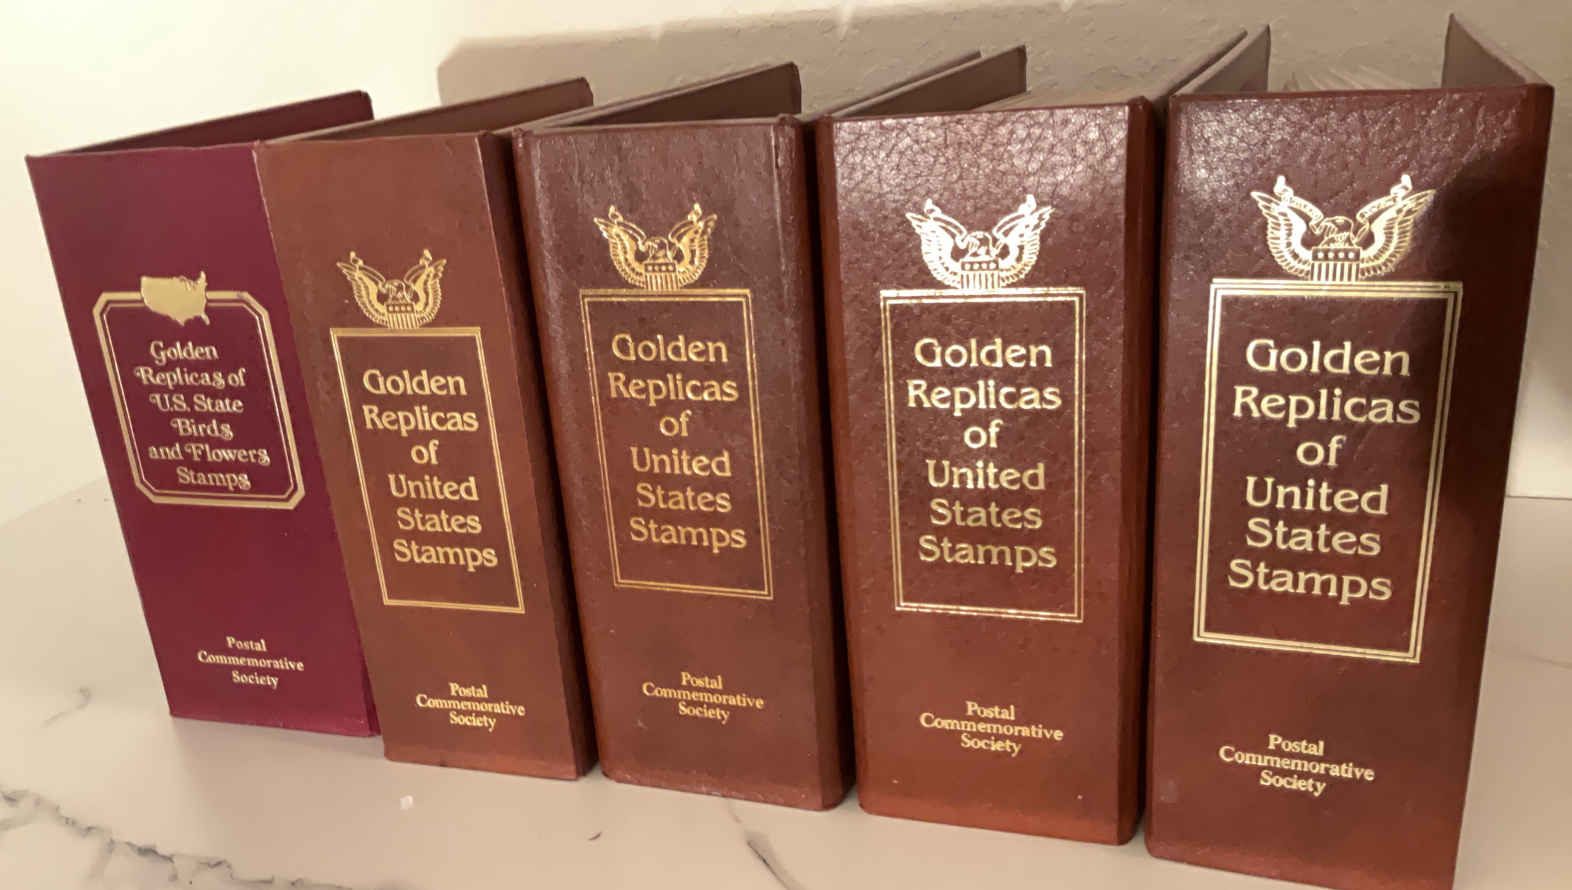 Golden
Replicas of
U.S. State
Birds
and Flowers
Stamps
Postal
Commemorative
Society
Golden
Replicas
of
United
States
Stamps
Postal
Commemorative
Society
Golden
Replicas
of
United
States
Stamps
Postal
Commemorative
Society
Golden
Replicas
of
United
States
Stamps
Postal
Commemorative
Society
Golden
Replicas
of
United
States
Stamps
Postal
Commemorative
Society